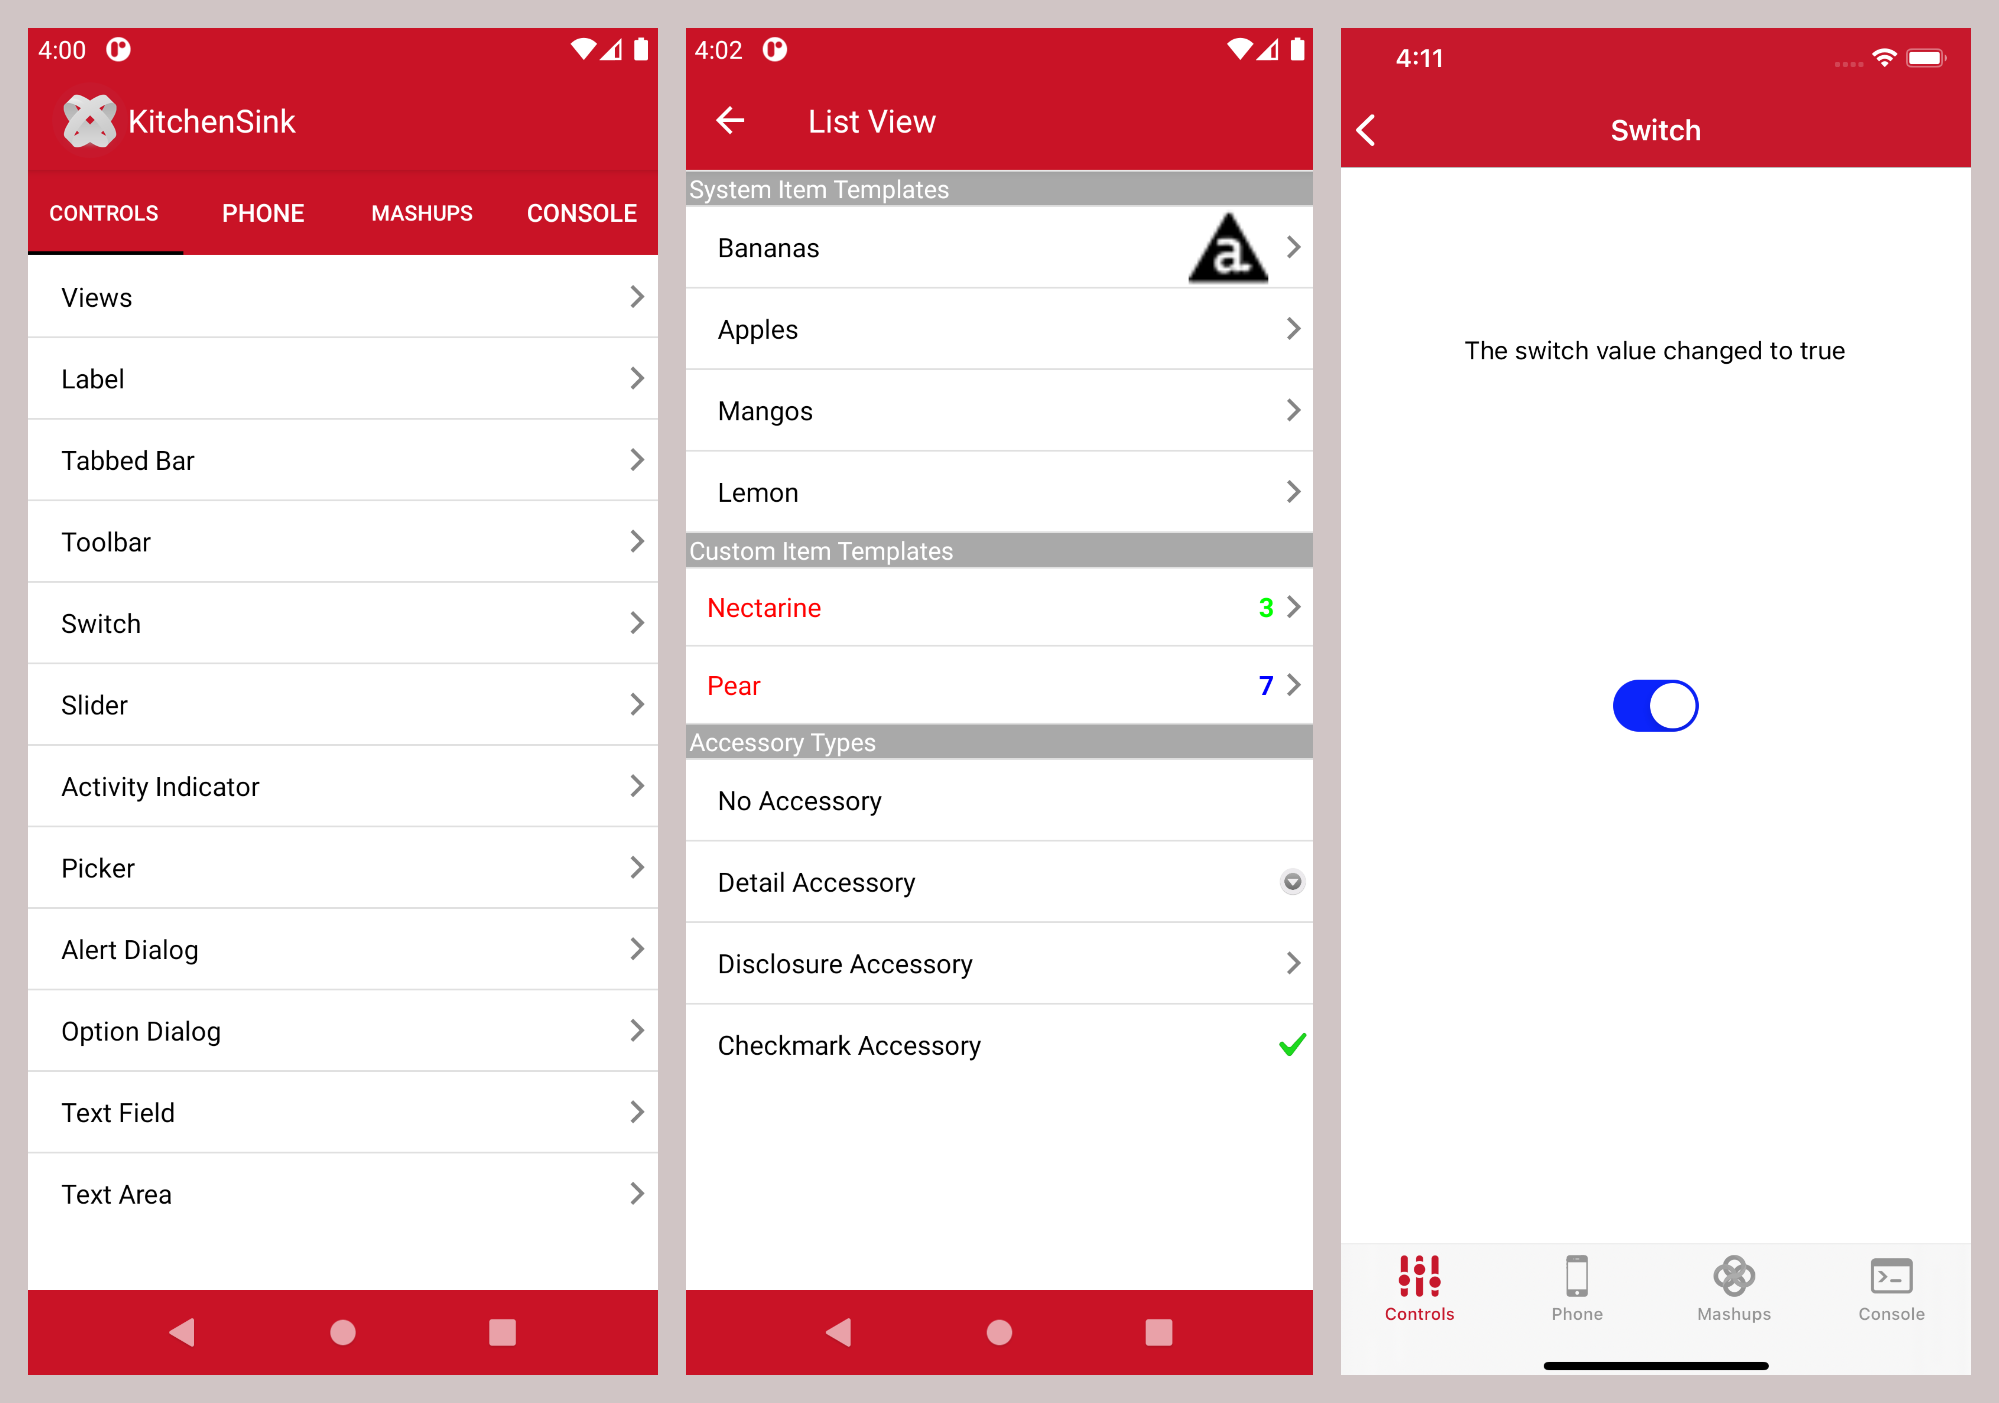 4:00
KitchenSink
CONTROLS PHONE MASHUPS CONSOLE
Views
Label
Tabbed Bar
Toolbar
Switch
Slider
Activity Indicator
Picker
Alert Dialog
Option Dialog
Text Field
Text Area
4:02
List View
System Item Templates
Bananas a
Apples
Mangos
Lemon
Custom Item Templates
Nectarine 3
Pear 7
Accessory Types
No Accessory
Detail Accessory
Disclosure Accessory
Checkmark Accessory
4:11
Switch
The switch value changed to true
Controls Phone Mashups Console